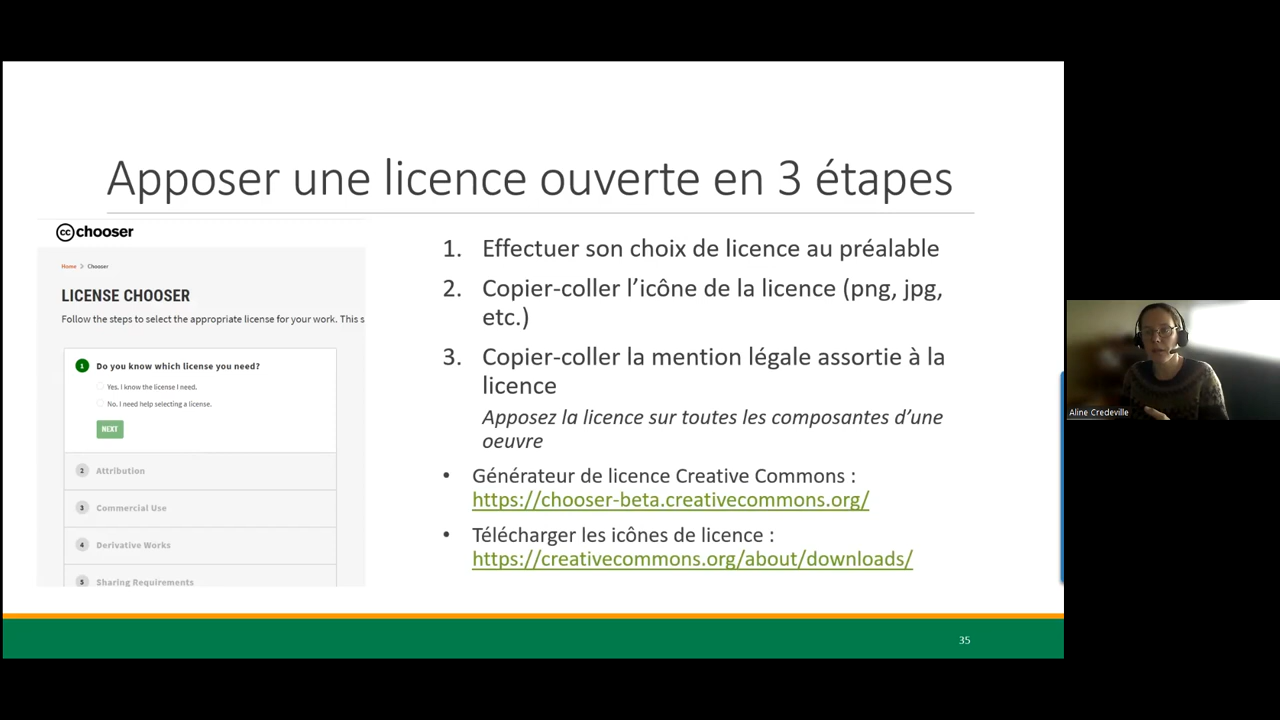 Apposer une licence ouverte en 3 étapes
cc chooser
Home > Chooser
LICENSE CHOOSER
Follow the steps to select the appropriate license for your work. This s
1 Do you know which license you need?
Yes. I know the license I need.
No. I need help selecting a license.
NEXT
2 Attribution
3 Commercial Use
4 Derivative Works
5 Sharing Requirements
1. Effectuer son choix de licence au préalable
2. Copier-coller l’icône de la licence (png, jpg,
etc.)
3. Copier-coller la mention légale assortie à la
licence
Apposez la licence sur toutes les composantes d’une
oeuvre
• Générateur de licence Creative Commons :
https://chooser-beta.creativecommons.org/
• Télécharger les icônes de licence :
https://creativecommons.org/about/downloads/
35
Aline Credeville